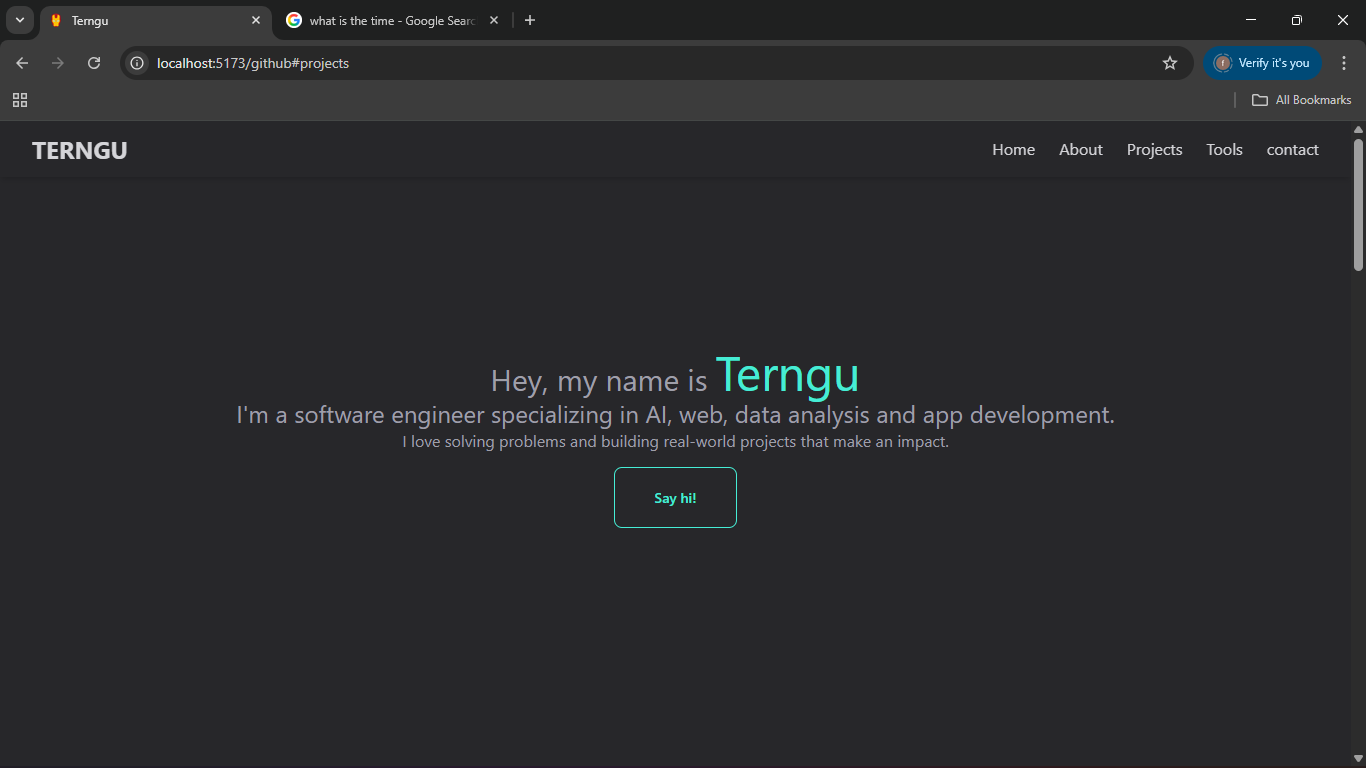 Terngu
what is the time - Google Sear
localhost:5173/github#projects
Verify it's you
All Bookmarks
TERNGU
Home About Projects Tools contact
Hey, my name is Terngu
I'm a software engineer specializing in AI, web, data analysis and app development.
I love solving problems and building real-world projects that make an impact.
Say hi!